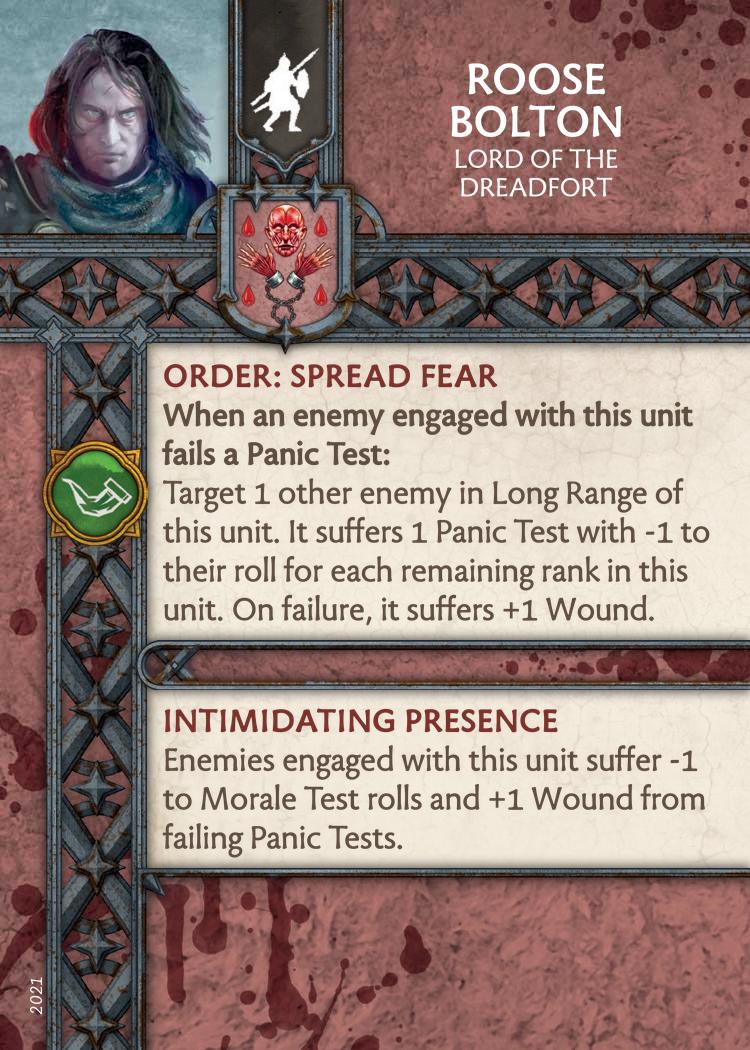 ROOSE
BOLTON
LORD OF THE
DREADFORT
ORDER: SPREAD FEAR
When an enemy engaged with this unit
fails a Panic Test:
Target 1 other enemy in Long Range of
this unit. It suffers 1 Panic Test with -1 to
their roll for each remaining rank in this
unit. On failure, it suffers +1 Wound.
INTIMIDATING PRESENCE
Enemies engaged with this unit suffer -1
to Morale Test rolls and +1 Wound from
failing Panic Tests.
2021